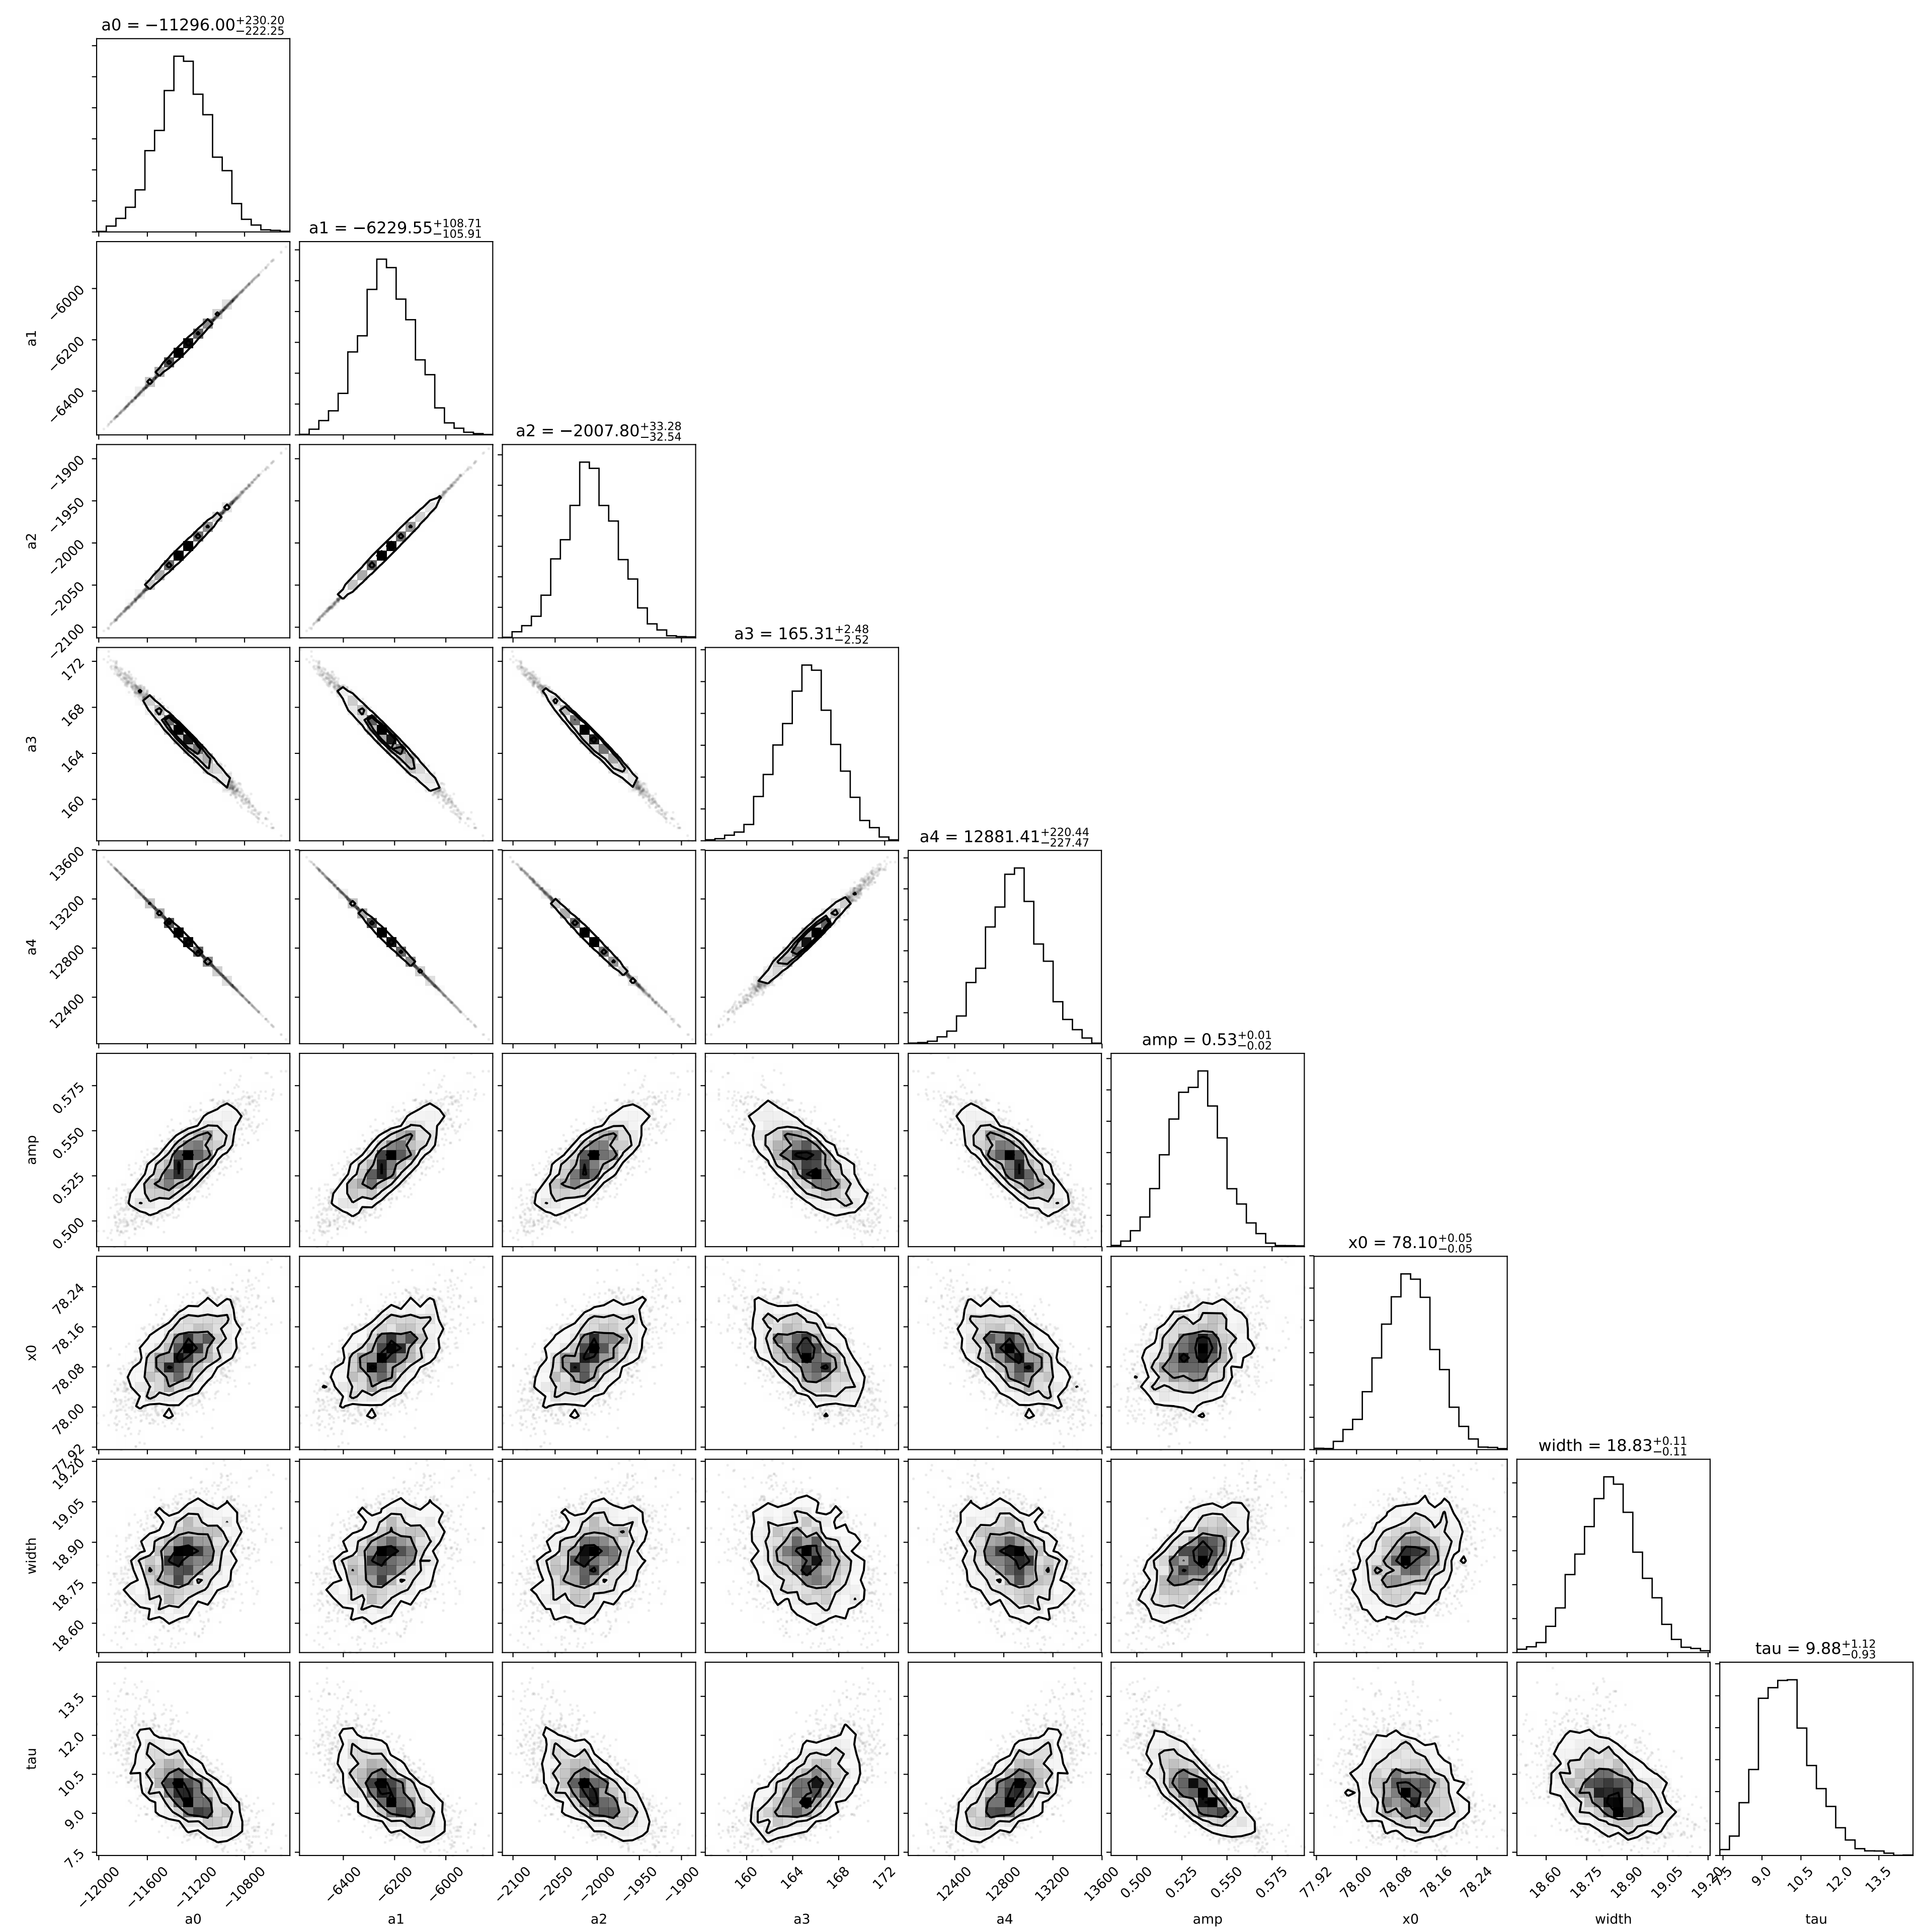 a0 = −11296.00+230.20−222.25
a1 = −6229.55+108.71−105.91
−6000
−6200
−6400
a1
a2 = −2007.80+33.28−32.54
−1900
−1950
−2000
−2050
−2100
a2
a3 = 165.31+2.48−2.52
172
168
164
160
a3
a4 = 12881.41+220.44−227.47
13600
13200
12800
12400
a4
amp = 0.53+0.01−0.02
0.575
0.550
0.525
0.500
amp
x0 = 78.10+0.05−0.05
78.24
78.16
78.08
78.00
77.92
x0
width = 18.83+0.11−0.11
19.20
19.05
18.90
18.75
18.60
width
tau = 9.88+1.12−0.93
13.5
12.0
10.5
9.0
7.5
tau
−12000 −11600 −11200 −10800 −6400 −6200 −6000 −2100 −2050 −2000 −1950 −1900 160 164 168 172 12400 12800 13200 13600 0.500 0.525 0.550 0.575 77.92 78.00 78.08 78.16 78.24 18.60 18.75 18.90 19.05 19.20 7.5 9.0 10.5 12.0 13.5
a0 a1 a2 a3 a4 amp x0 width tau